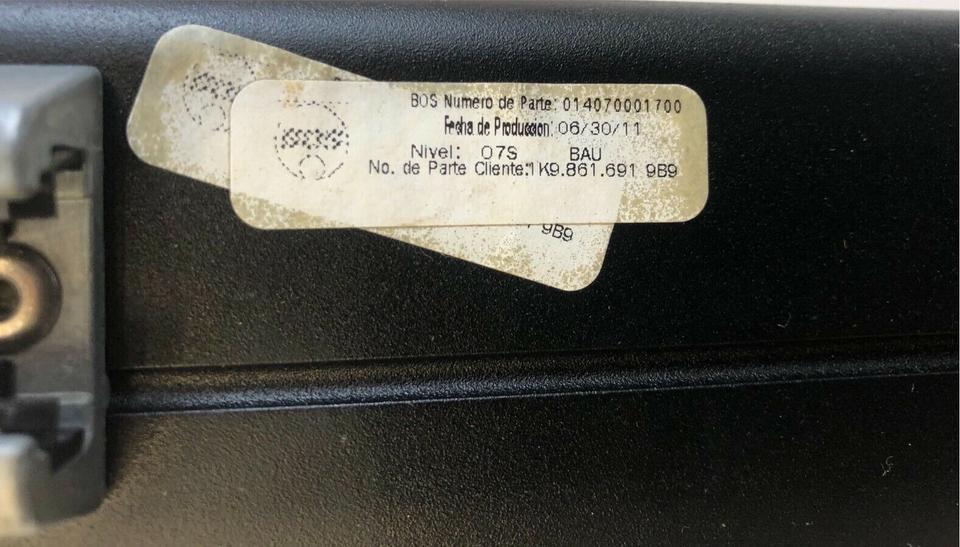 BOS Numero de Parte: 014070001700
Fecha de Produccion: 06/30/11
Nivel: 07S BAU
No. de Parte Cliente:1K9.861.691 9B9
9B9